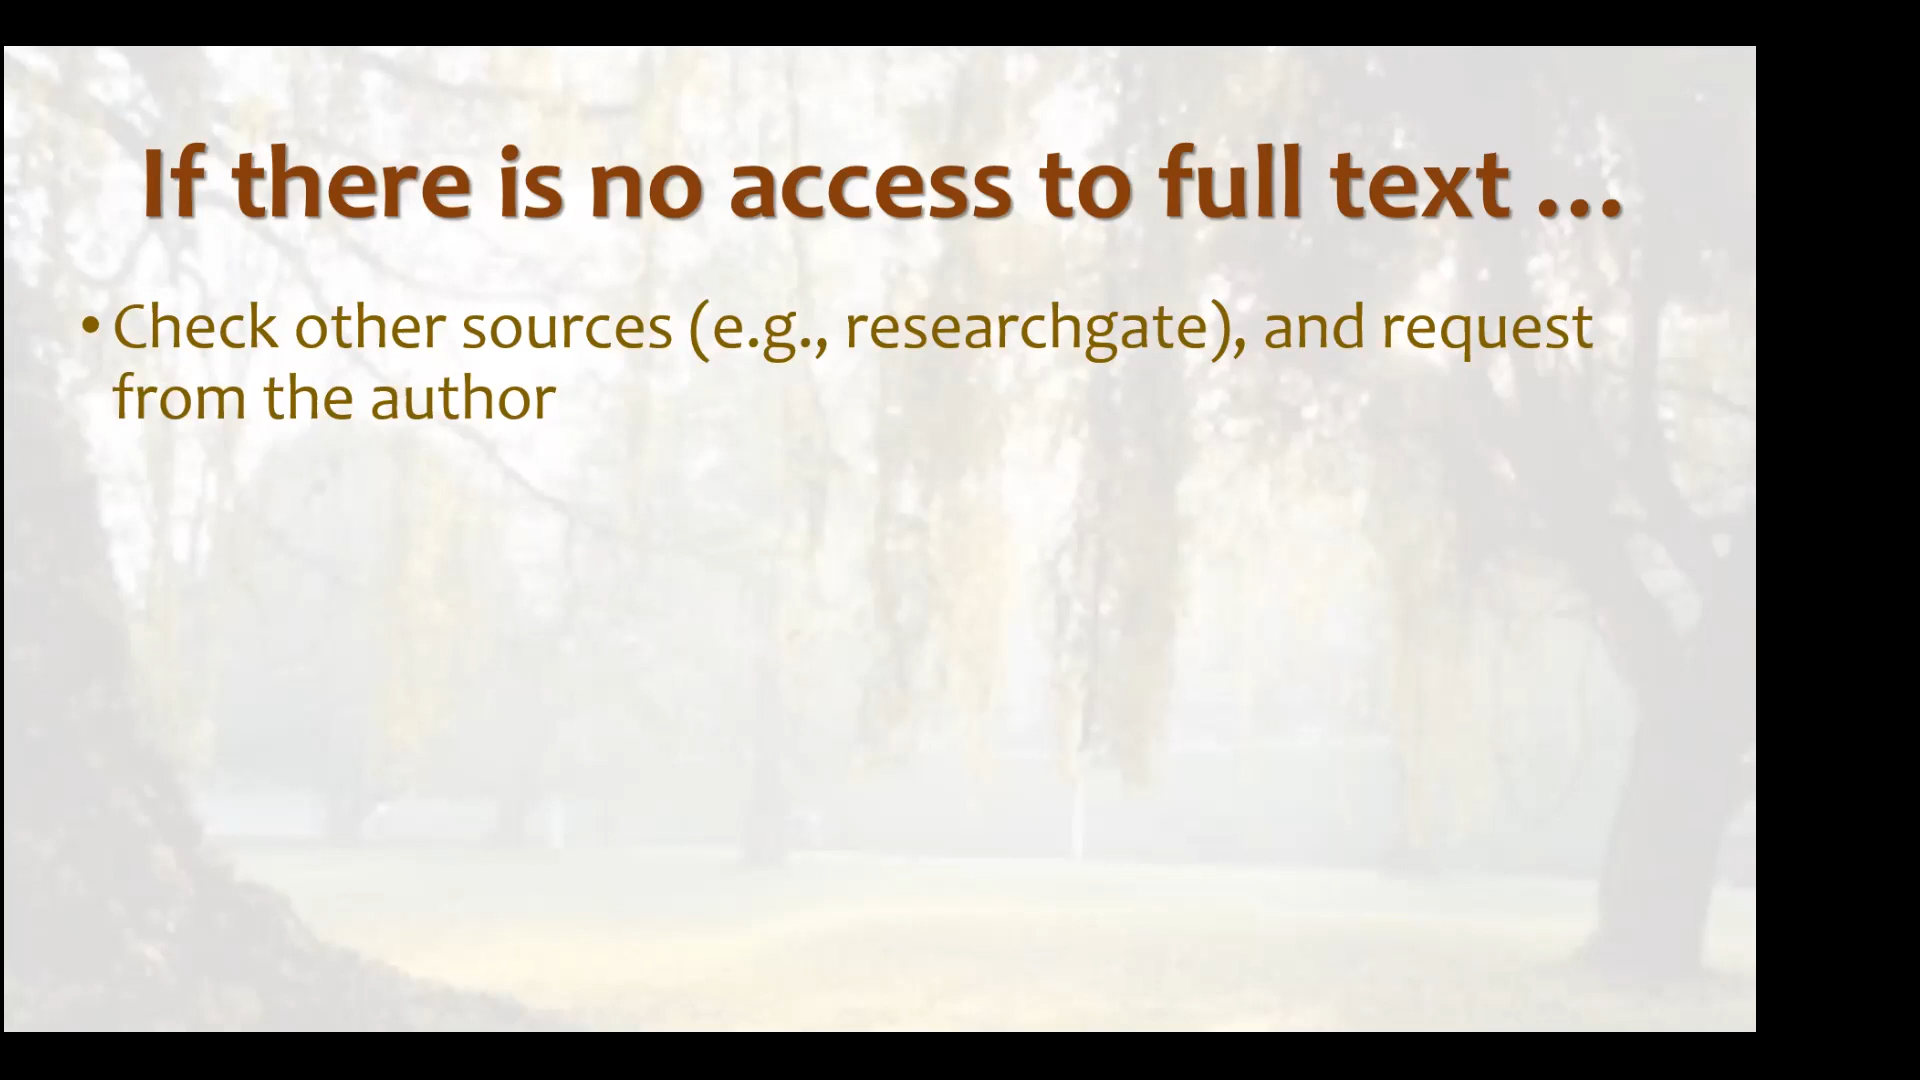 If there is no access to full text ...
• Check other sources (e.g., researchgate), and request
from the author